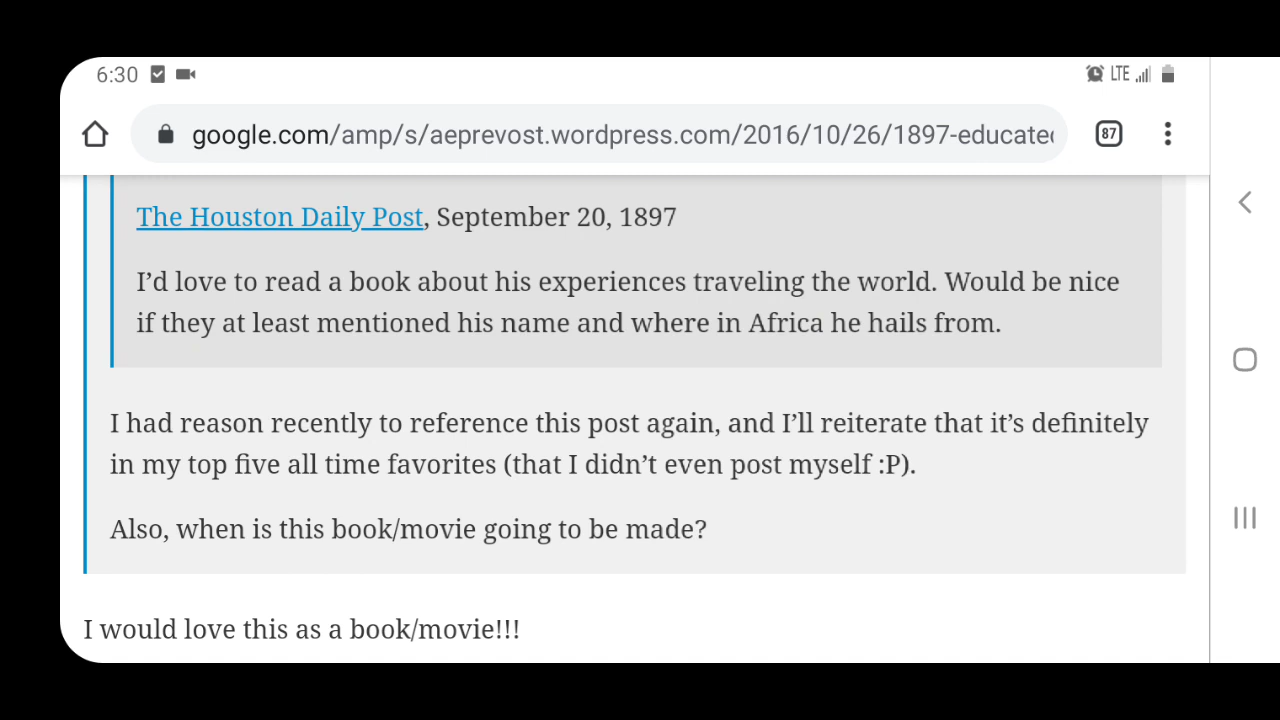 6:30
LTE
google.com/amp/s/aeprevost.wordpress.com/2016/10/26/1897-educated
87
The Houston Daily Post, September 20, 1897
I’d love to read a book about his experiences traveling the world. Would be nice
if they at least mentioned his name and where in Africa he hails from.
I had reason recently to reference this post again, and I’ll reiterate that it’s definitely
in my top five all time favorites (that I didn’t even post myself :P).
Also, when is this book/movie going to be made?
I would love this as a book/movie!!!